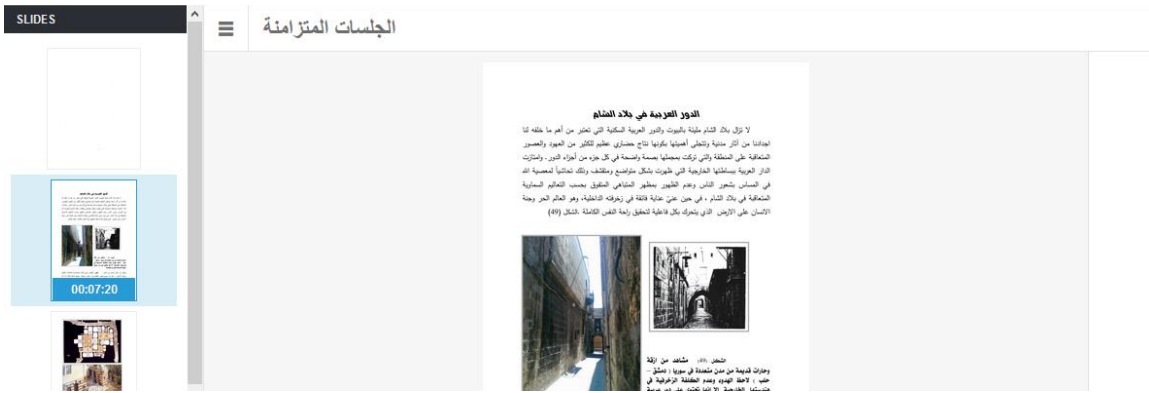 SLIDES
الجلسات المتزامنة
00:07:20
الدور العربية في بلاد الشام
لا تزال بلاد الشام مليئة بالبيوت والدور العربية السكنية التي تعتبر من أهم ما خلفه لنا
اجدادنا من آثار مدنية وتتجلى أهميتها بكونها نتاج حضاري عظيم للكثير من العهود والعصور
المتعاقبة على المنطقة والتي تركت بمجملها بصمة واضحة في كل جزء من أجزاء الدور. وامتازت
الدار العربية ببساطتها الخارجية التي ظهرت بشكل متواضع ومتقشف وذلك تحاشياً لمعصية الله
في المساس بشعور الناس وعدم الظهور بمظهر المتباهي المتفوق بحسب التعاليم السماوية
المتعاقبة في بلاد الشام ، في حين عنيَ عناية فائقة في زخرفته الداخلية، وهو العالم الحر وجنة
الانسان على الارض الذي يتحرك بكل فاعلية لتحقيق راحة النفس الكاملة .الشكل (49)
الشكل (49) مشاهد من ازقة
وحارات قديمة من مدن متعددة في سوريا ( دمشق –
حلب ) لاحظ الهدوء وعدم الكلفة الزخرفية في